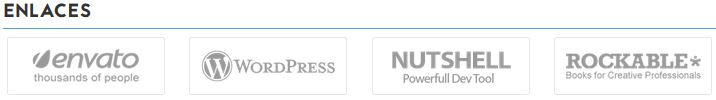 ENLACES
envato
thousands of people
WORDPRESS
NUTSHELL
Powerfull Dev Tool
ROCKABLE*
Books for Creative Professionals